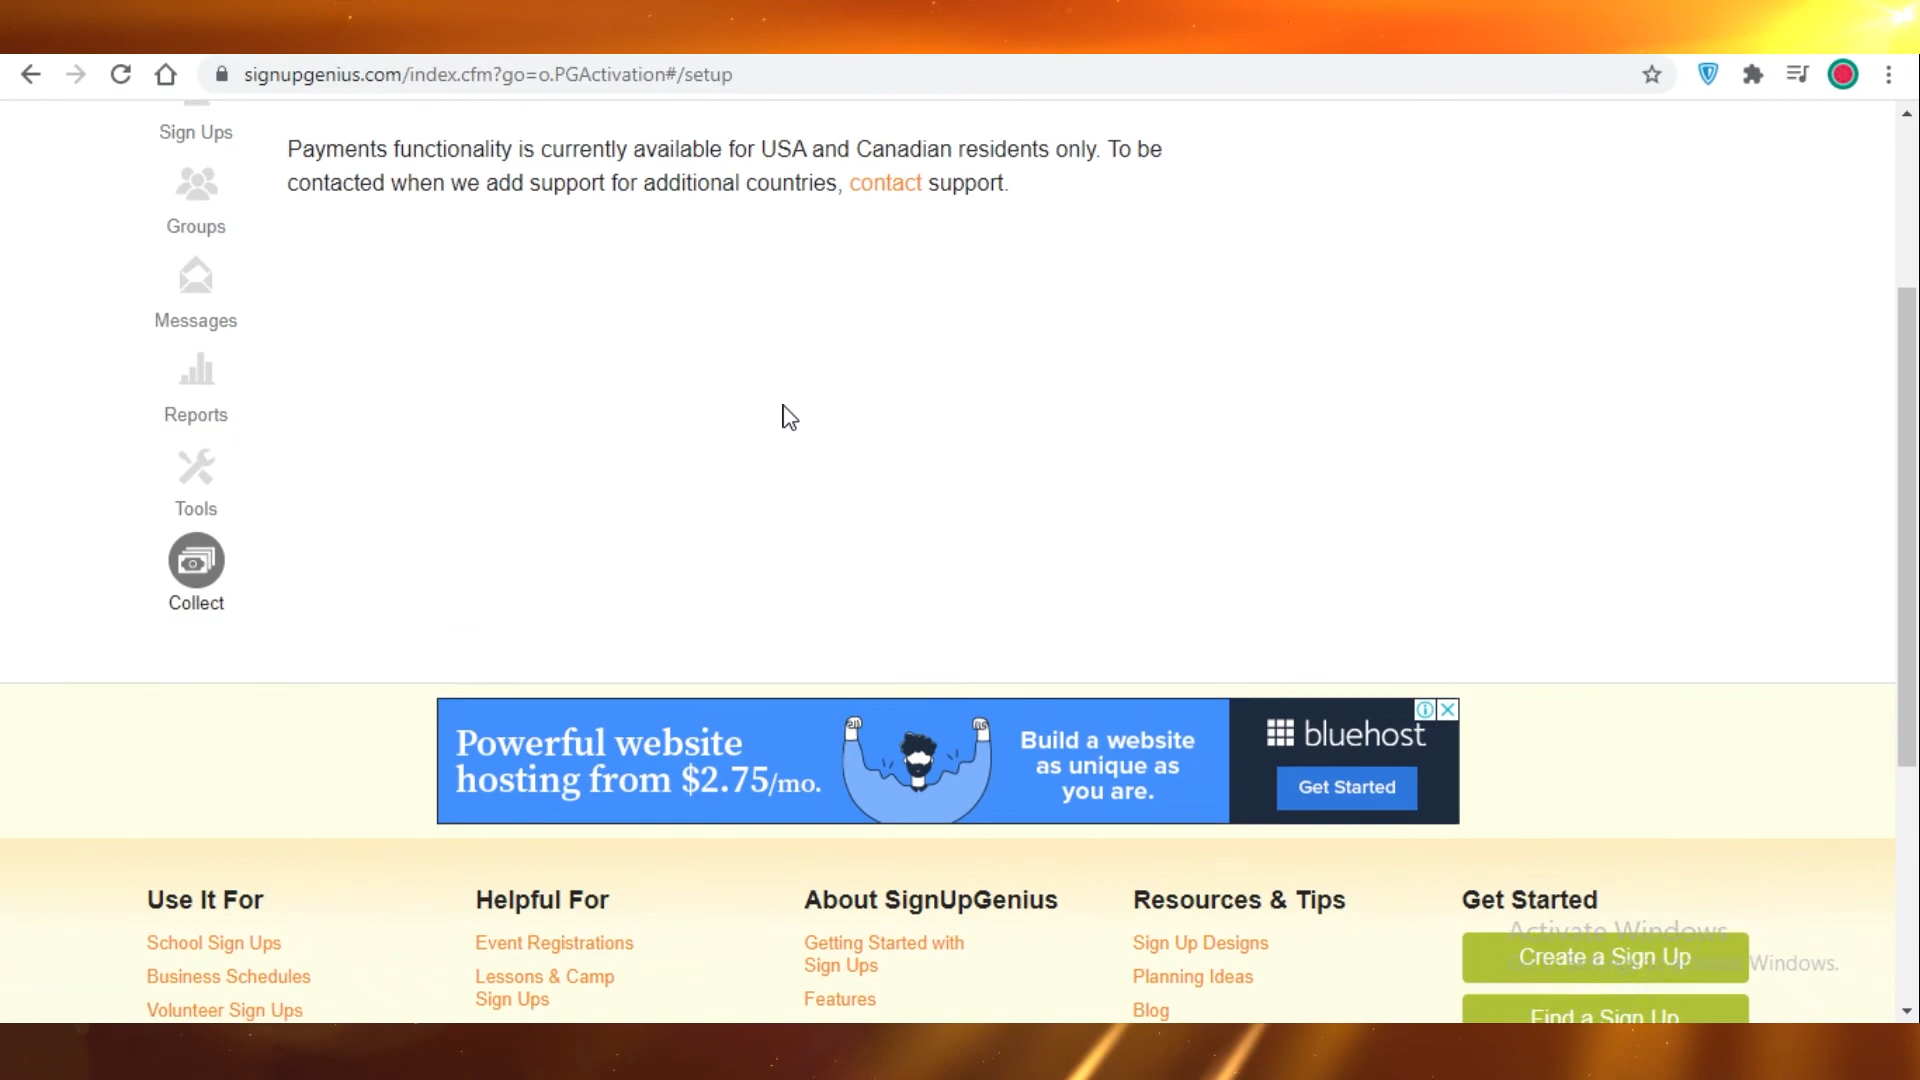 signupgenius.com/index.cfm?go=o.PGActivation#/setup
Sign Ups
Payments functionality is currently available for USA and Canadian residents only. To be
contacted when we add support for additional countries, contact support.
Groups
Messages
Reports
Tools
Collect
Powerful website
hosting from $2.75/mo.
Build a website
as unique as
you are.
bluehost
Get Started
Use It For
School Sign Ups
Business Schedules
Volunteer Sign Ups
Helpful For
Event Registrations
Lessons & Camp
Sign Ups
About SignUpGenius
Getting Started with
Sign Ups
Features
Resources & Tips
Sign Up Designs
Planning Ideas
Blog
Get Started
Activate Windows
Create a Sign Up
Windows.
Find a Sign Up